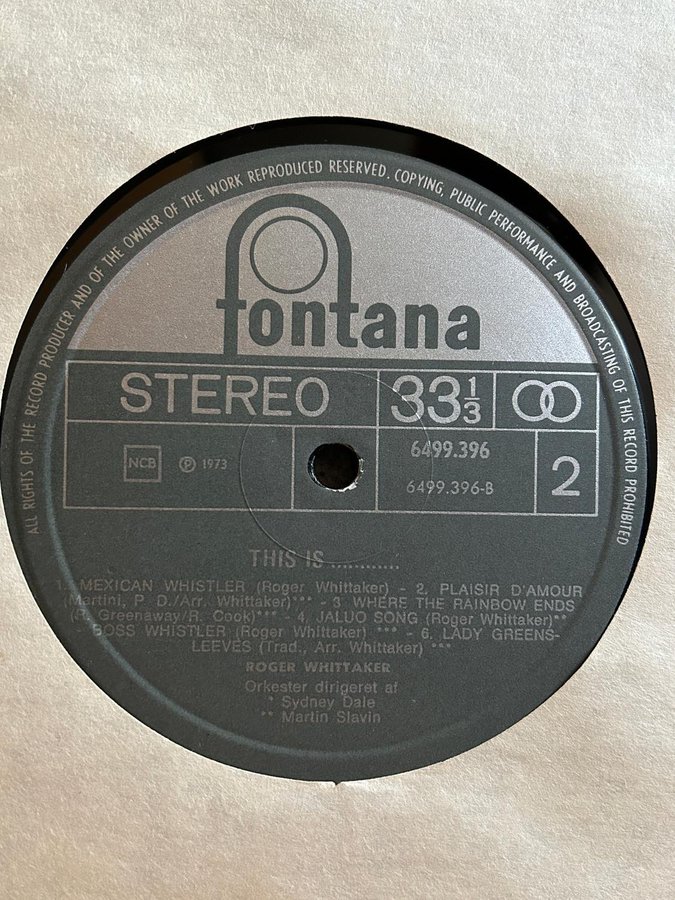 ALL RIGHTS OF THE RECORD PRODUCER AND OF THE OWNER OF THE WORK REPRODUCED RESERVED. COPYING, PUBLIC PERFORMANCE AND BROADCASTING OF THIS RECORD PROHIBITED
fontana
STEREO 33 1/3
NCB ℗ 1973 6499.396 2
6499.396-B
THIS IS ............
1. MEXICAN WHISTLER (Roger Whittaker) - 2. PLAISIR D'AMOUR
(Martini, P. D./Arr. Whittaker)*** - 3 WHERE THE RAINBOW ENDS
(R. Greenaway/R. Cook)*** - 4. JALUO SONG (Roger Whittaker)**
- BOSS WHISTLER (Roger Whittaker) *** - 6. LADY GREENS-
LEEVES (Trad., Arr. Whittaker) ***
ROGER WHITTAKER
Orkester dirigeret af
* Sydney Dale
** Martin Slavin